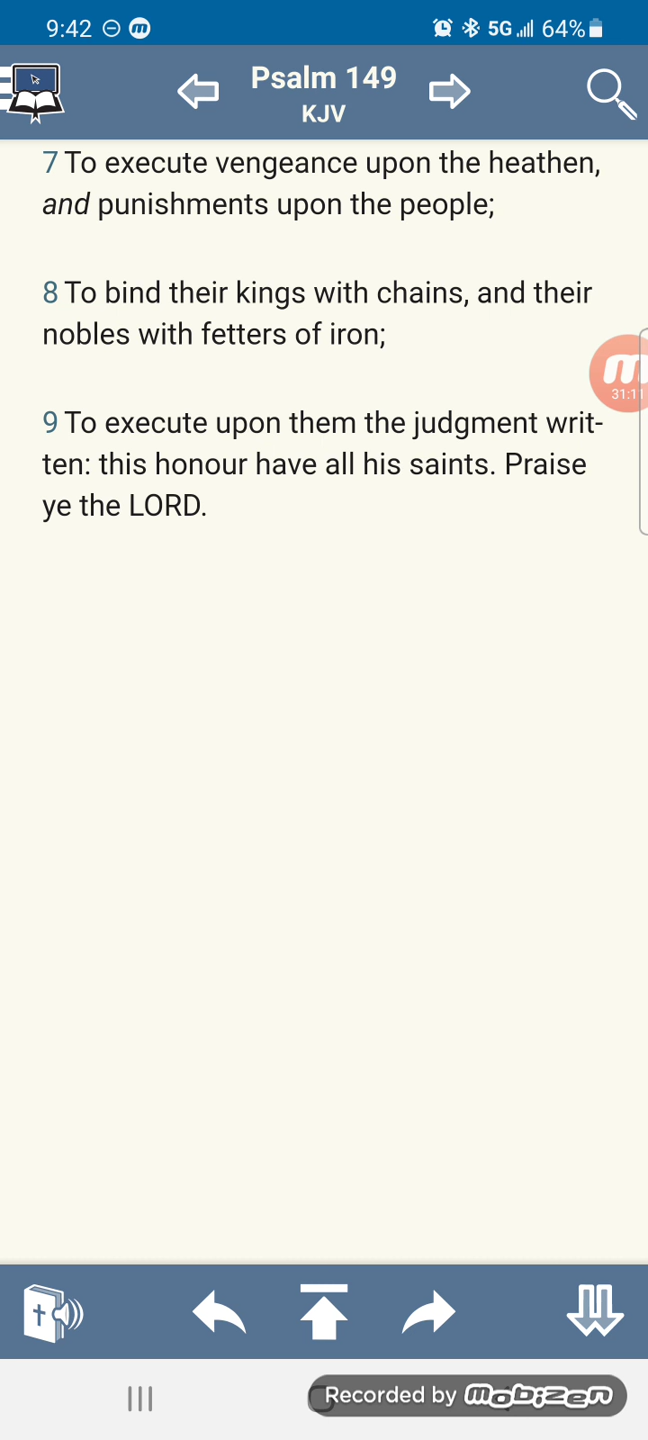 9:42
5G 64%
Psalm 149
KJV
7 To execute vengeance upon the heathen,
and punishments upon the people;
8 To bind their kings with chains, and their
nobles with fetters of iron;
9 To execute upon them the judgment writ-
ten: this honour have all his saints. Praise
ye the LORD.
m
31:11
Recorded by mobizen